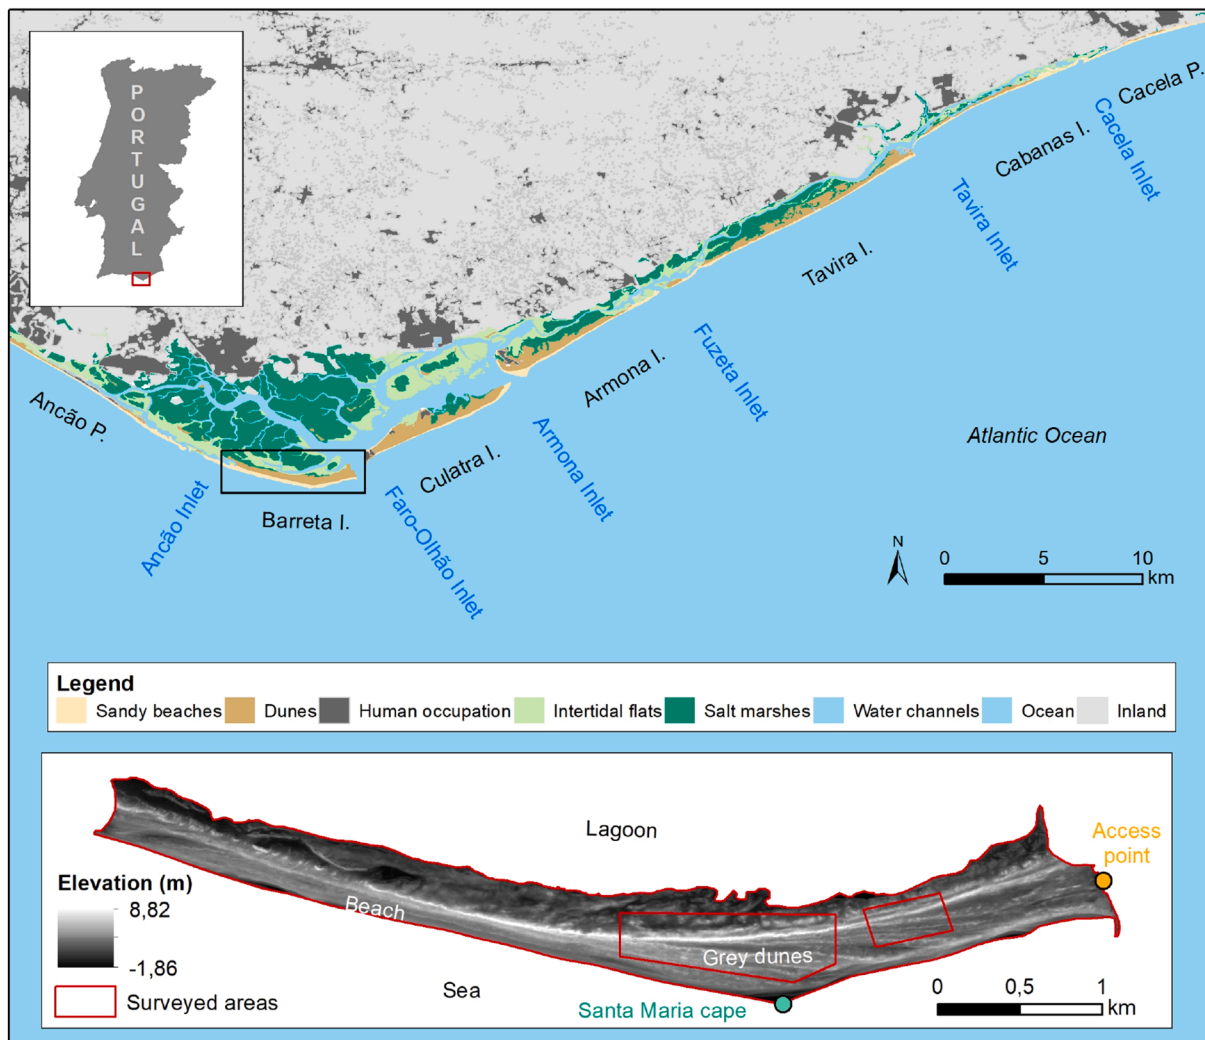 PORTUGAL
Cacela P.
Cacela Inlet
Cabanas I.
Tavira Inlet
Tavira I.
Fuzeta Inlet
Armona I.
Armona Inlet
Atlantic Ocean
Ancão P.
Culatra I.
Faro-Olhão Inlet
Barreta I.
Ancão Inlet
N
0 5 10
km
Legend
Sandy beaches Dunes Human occupation Intertidal flats Salt marshes Water channels Ocean Inland
Lagoon
Access
point
Elevation (m)
8,82
-1,86
Beach
Grey dunes
Surveyed areas
Sea
Santa Maria cape
0 0,5 1
km